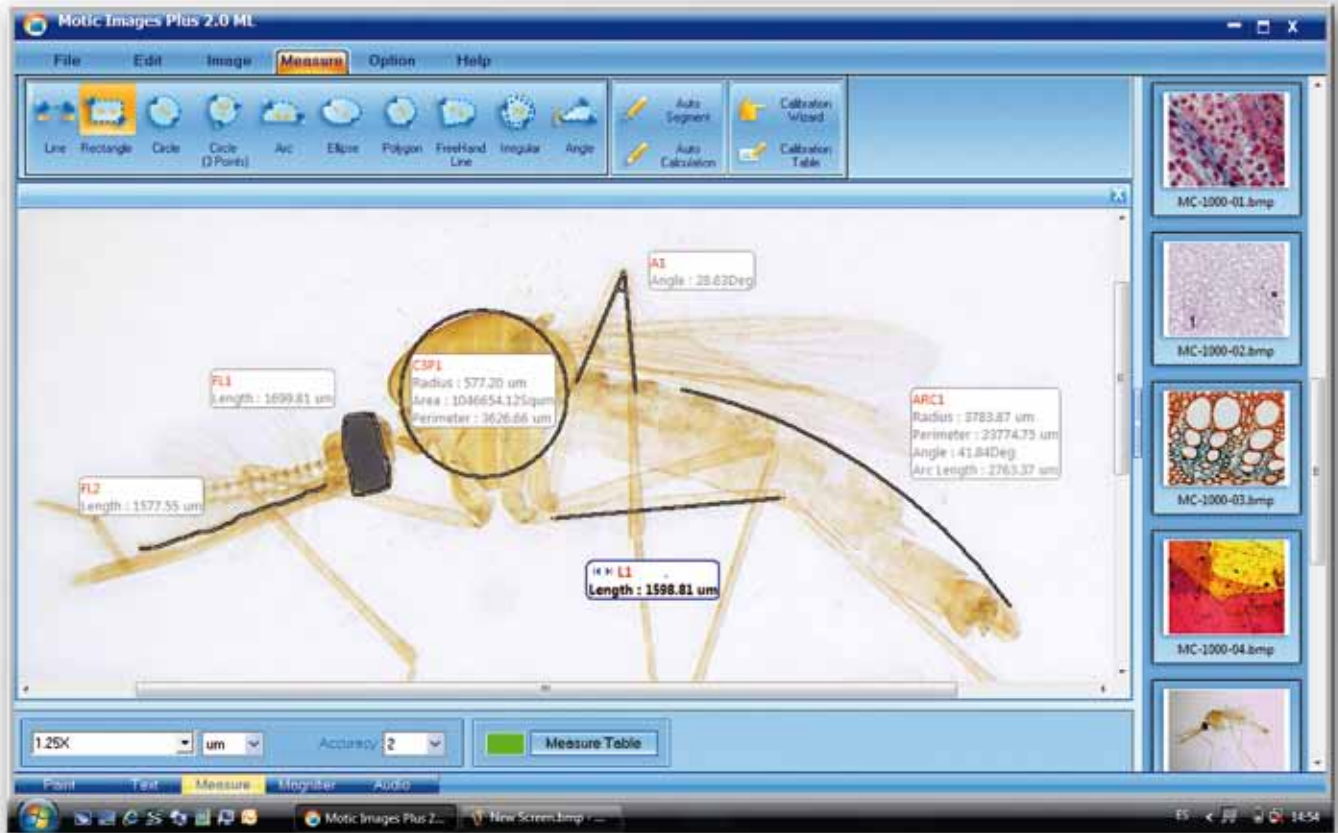 Motic Images Plus 2.0 ML
File Edit Image Measure Option Help
Line Rectangle Circle Circle (3 Points) Arc Ellipse Polygon FreeHand Line Irregular Angle
Auto Segment
Auto Calculation
Calibration Wizard
Calibration Table
A1
Angle : 28.63Deg
C3P1
Radius : 577.20 um
Area : 1046654.12Squm
Perimeter : 3626.66 um
FL1
Length : 1699.81 um
FL2
Length : 1577.55 um
ARC1
Radius : 3783.87 um
Perimeter : 23774.75 um
Angle : 41.84Deg
Arc Length : 2763.37 um
L1
Length : 1598.81 um
MC-1000-01.bmp
1
MC-1000-02.bmp
MC-1000-03.bmp
MC-1000-04.bmp
1.25X um Accuracy 2 Measure Table
Paint Text Measure Magnifier Audio
Motic Images Plus 2... New Screen.bmp - ... ES 14:54